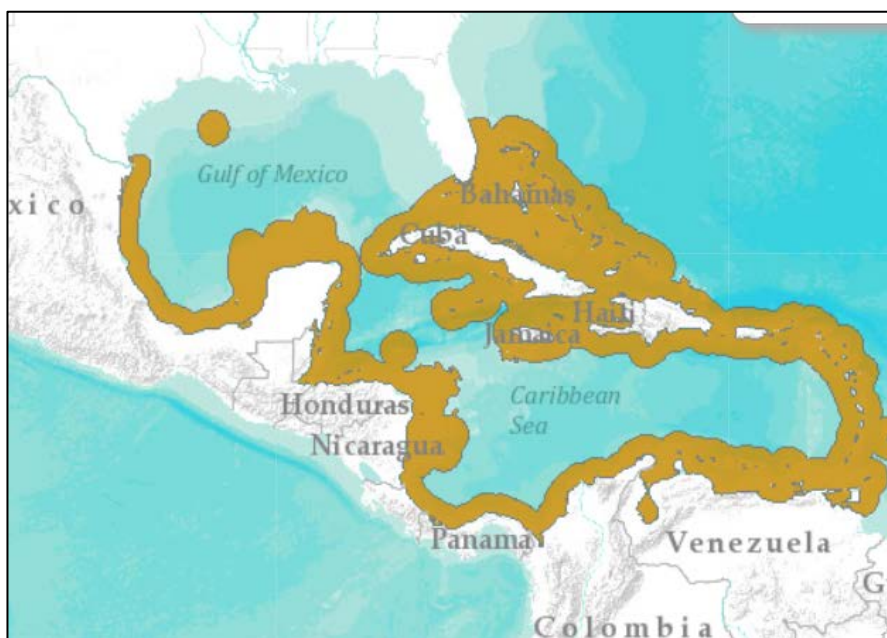 Gulf of Mexico
xico
Bahamas
Cuba
Haiti
Jamaica
Honduras
Caribbean
Sea
Nicaragua
Panama
Venezuela
G
Colombia